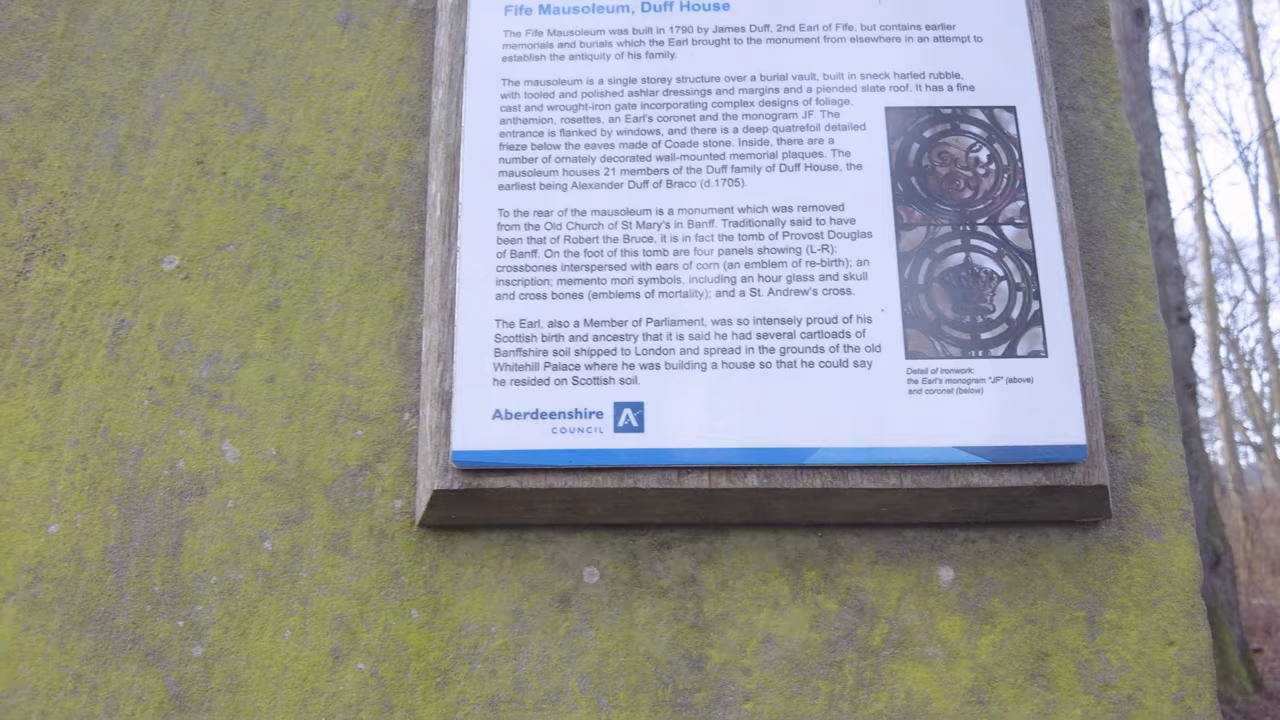 Fife Mausoleum, Duff House
The Fife Mausoleum was built in 1790 by James Duff, 2nd Earl of Fife, but contains earlier
memorials and burials which the Earl brought to the monument from elsewhere in an attempt to
establish the antiquity of his family.
The mausoleum is a single storey structure over a burial vault, built in sneck harled rubble,
with tooled and polished ashlar dressings and margins and a piended slate roof. It has a fine
cast and wrought-iron gate incorporating complex designs of foliage,
anthemion, rosettes, an Earl's coronet and the monogram JF. The
entrance is flanked by windows, and there is a deep quatrefoil detailed
frieze below the eaves made of Coade stone. Inside, there are a
number of ornately decorated wall-mounted memorial plaques. The
mausoleum houses 21 members of the Duff family of Duff House, the
earliest being Alexander Duff of Braco (d.1705).
To the rear of the mausoleum is a monument which was removed
from the Old Church of St Mary's in Banff. Traditionally said to have
been that of Robert the Bruce, it is in fact the tomb of Provost Douglas
of Banff. On the foot of this tomb are four panels showing (L-R):
crossbones interspersed with ears of corn (an emblem of re-birth); an
inscription; memento mori symbols, including an hour glass and skull
and cross bones (emblems of mortality); and a St. Andrew's cross.
The Earl, also a Member of Parliament, was so intensely proud of his
Scottish birth and ancestry that it is said he had several cartloads of
Banffshire soil shipped to London and spread in the grounds of the old
Whitehill Palace where he was building a house so that he could say
he resided on Scottish soil.
Detail of ironwork:
the Earl's monogram "JF" (above)
and coronet (below)
Aberdeenshire
COUNCIL